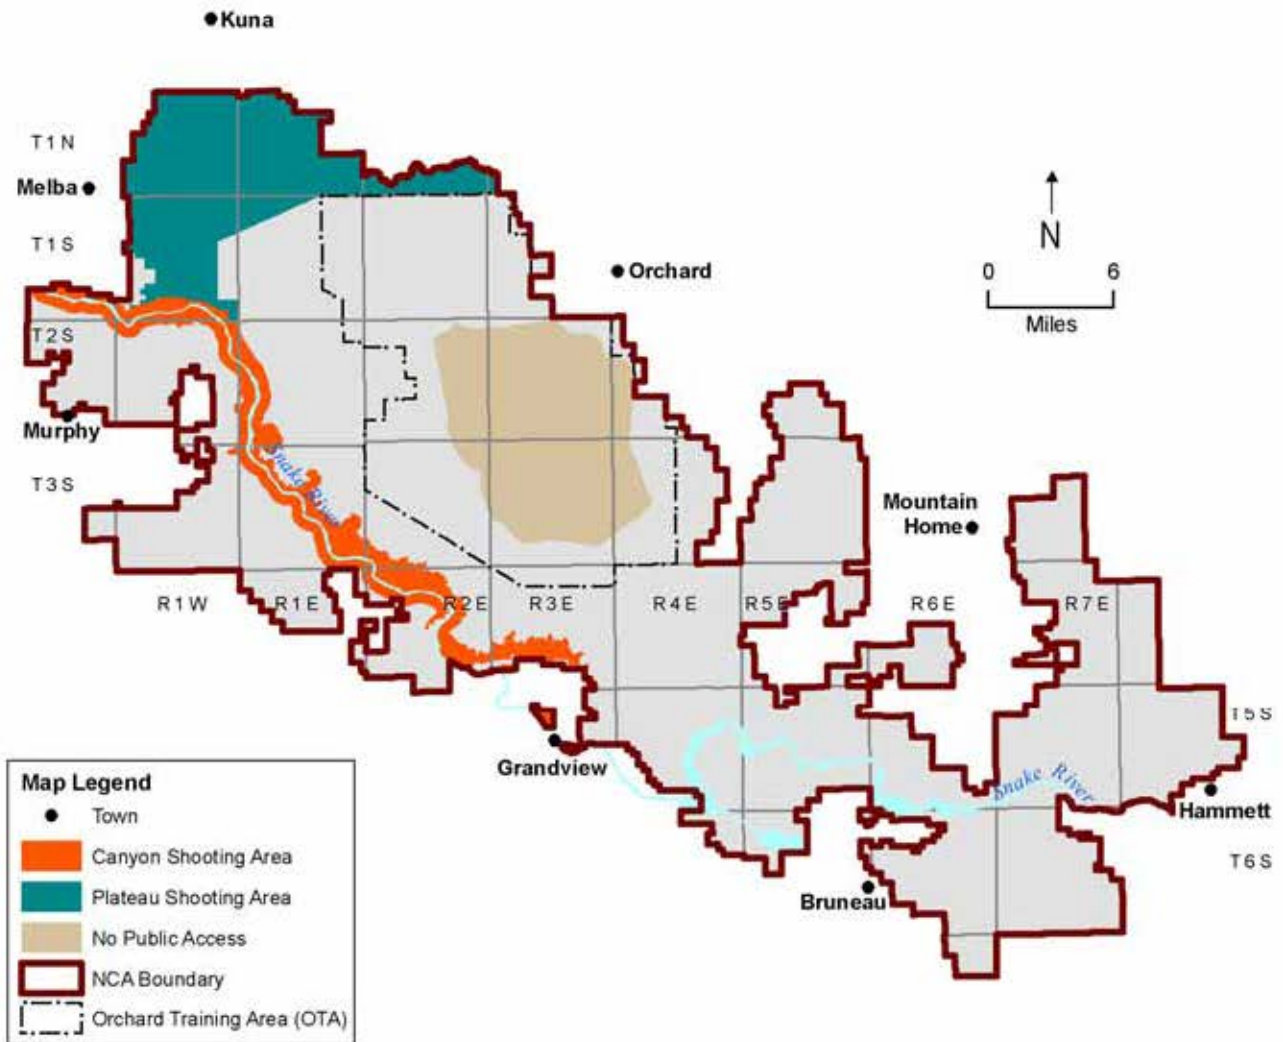 Kuna
T1N
Melba
T1S
Orchard
N
0 6
Miles
T2S
Murphy
Snake River
T3S
Mountain
Home
R1W R1E R2E R3E R4E R5E R6E R7E
T5S
Grandview
Snake River
Hammett
T6S
Bruneau
Map Legend
Town
Canyon Shooting Area
Plateau Shooting Area
No Public Access
NCA Boundary
Orchard Training Area (OTA)